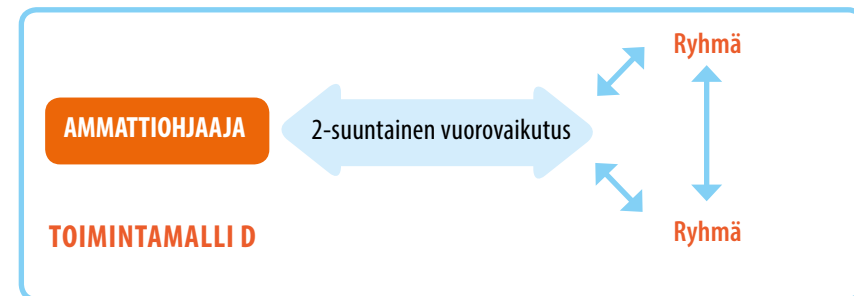 Ryhmä
AMMATTIOHJAAJA
2-suuntainen vuorovaikutus
TOIMINTAMALLI D
Ryhmä